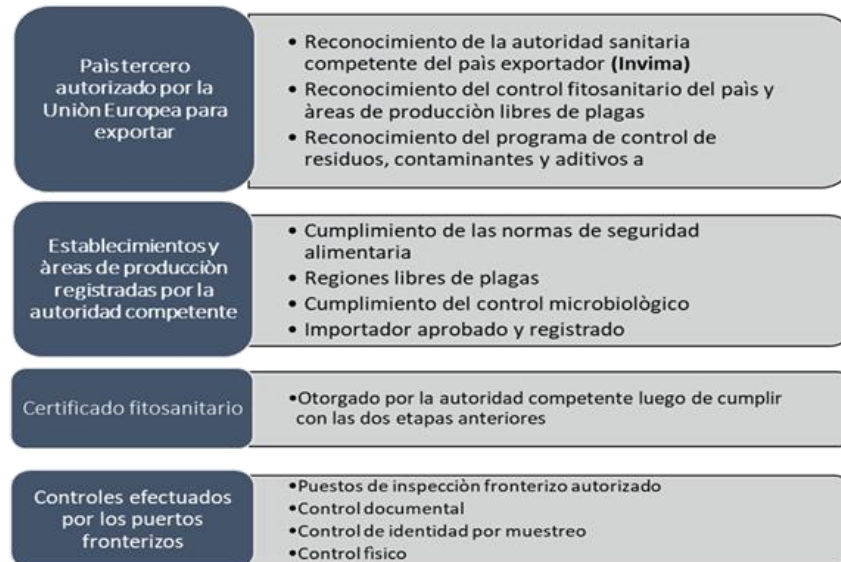 Paìs tercero
autorizado por la
Uniòn Europea para
exportar
• Reconocimiento de la autoridad sanitaria
competente del paìs exportador (Invima)
• Reconocimiento del control fitosanitario del paìs y
àreas de producciòn libres de plagas
• Reconocimiento del programa de control de
residuos, contaminantes y aditivos a
Establecimientos y
àreas de producciòn
registradas por la
autoridad competente
• Cumplimiento de las normas de seguridad
alimentaria
• Regiones libres de plagas
• Cumplimiento del control microbiològico
• Importador aprobado y registrado
Certificado fitosanitario
•Otorgado por la autoridad competente luego de cumplir
con las dos etapas anteriores
Controles efectuados
por los puertos
fronterizos
•Puestos de inspecciòn fronterizo autorizado
•Control documental
•Control de identidad por muestreo
•Control fìsico